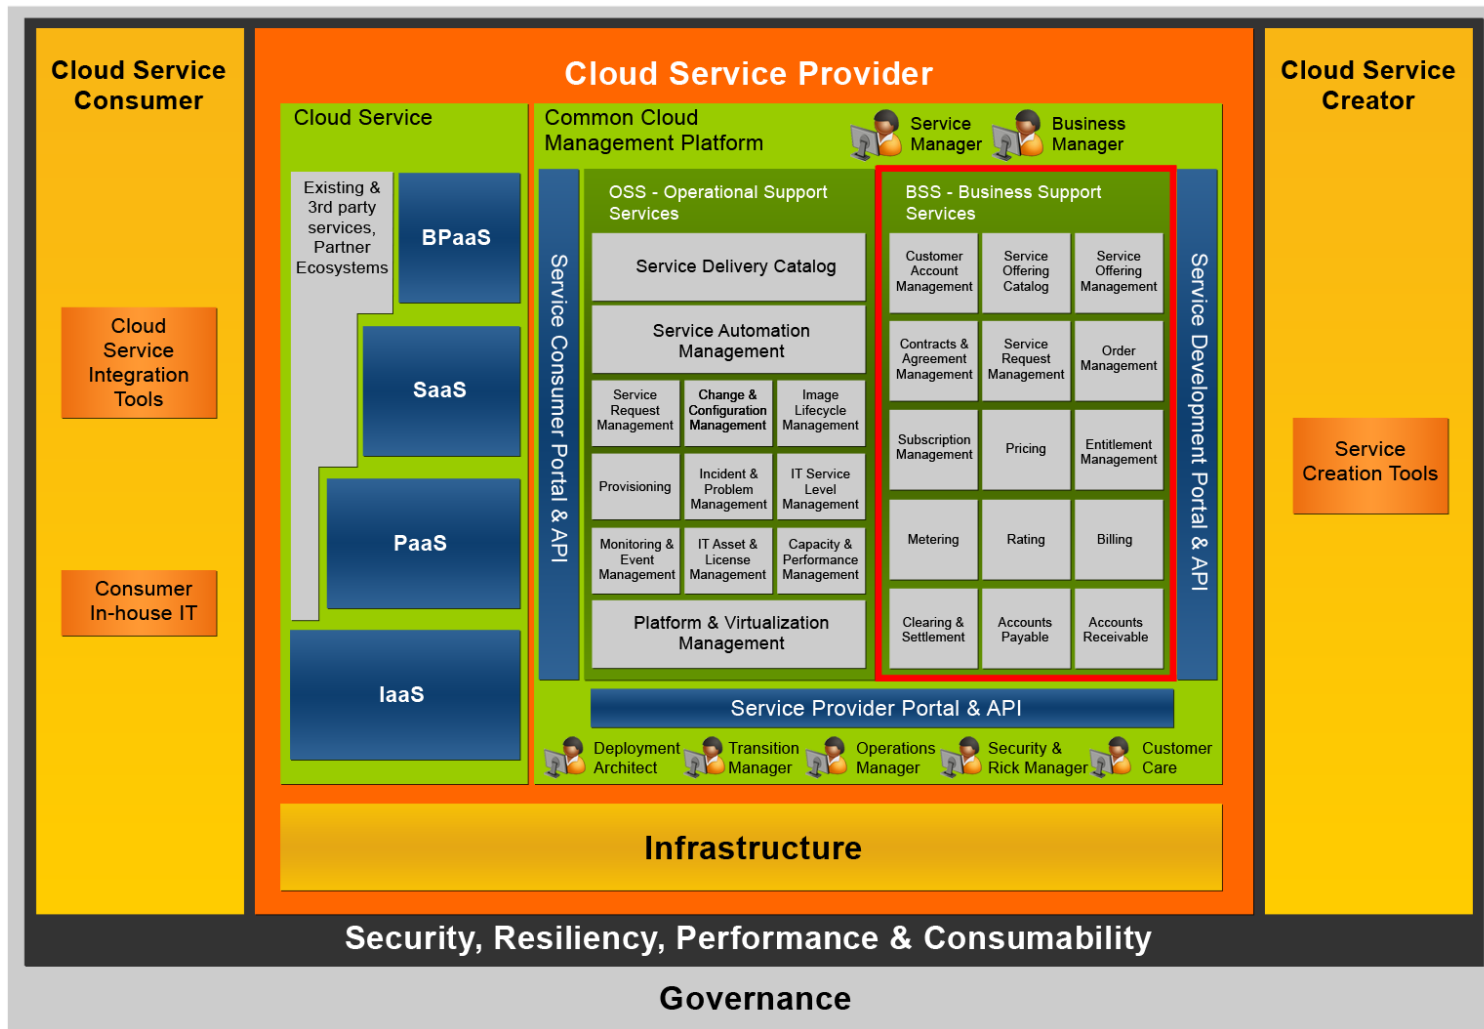 Cloud Service
Consumer
Cloud
Service
Integration
Tools
Consumer
In-house IT
Cloud Service Provider
Cloud Service
Existing &
3rd party
services,
Partner
Ecosystems
BPaaS
SaaS
PaaS
IaaS
Common Cloud
Management Platform
Service
Manager
Business
Manager
Service Consumer Portal & API
OSS - Operational Support
Services
Service Delivery Catalog
Service Automation
Management
Service
Request
Management
Change &
Configuration
Management
Image
Lifecycle
Management
Provisioning
Incident &
Problem
Management
IT Service
Level
Management
Monitoring &
Event
Management
IT Asset &
License
Management
Capacity &
Performance
Management
Platform & Virtualization
Management
BSS - Business Support
Services
Customer
Account
Management
Service
Offering
Catalog
Service
Offering
Management
Contracts &
Agreement
Management
Service
Request
Management
Order
Management
Subscription
Management
Pricing
Entitlement
Management
Metering
Rating
Billing
Clearing &
Settlement
Accounts
Payable
Accounts
Receivable
Service Development Portal & API
Service Provider Portal & API
Deployment
Architect
Transition
Manager
Operations
Manager
Security &
Rick Manager
Customer
Care
Infrastructure
Cloud Service
Creator
Service
Creation Tools
Security, Resiliency, Performance & Consumability
Governance